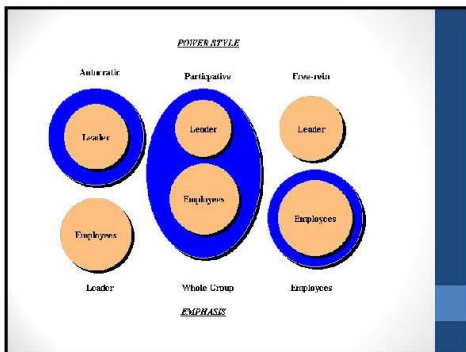 POWER STYLE
Autocratic Participative Free-rein
Leader Leader Leader
Employees Employees Employees
Leader Whole Group Employees
EMPHASIS